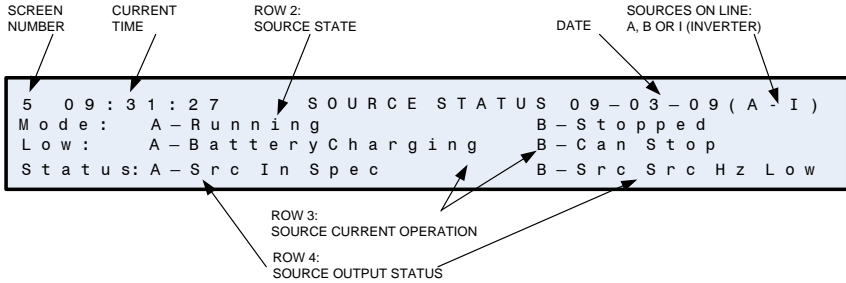 SCREEN NUMBER
CURRENT TIME
ROW 2: SOURCE STATE
DATE
SOURCES ON LINE: A, B OR I (INVERTER)
5 09:31:27 SOURCE STATUS 09–03–09(A-I)
Mode: A–Running B–Stopped
Low: A–BatteryCharging B–Can Stop
Status:A–Src In Spec B–Src Src Hz Low
ROW 3:
SOURCE CURRENT OPERATION
ROW 4:
SOURCE OUTPUT STATUS